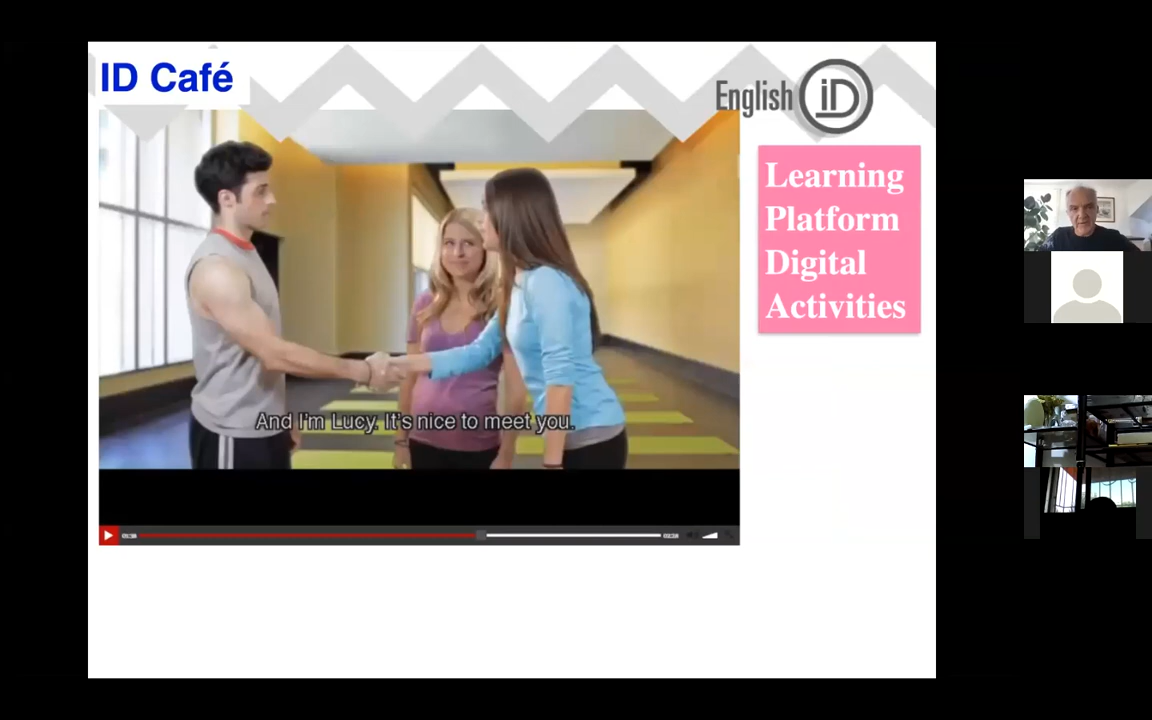 ID Café
English iD
Learning
Platform
Digital
Activities
And I'm Lucy. It's nice to meet you.